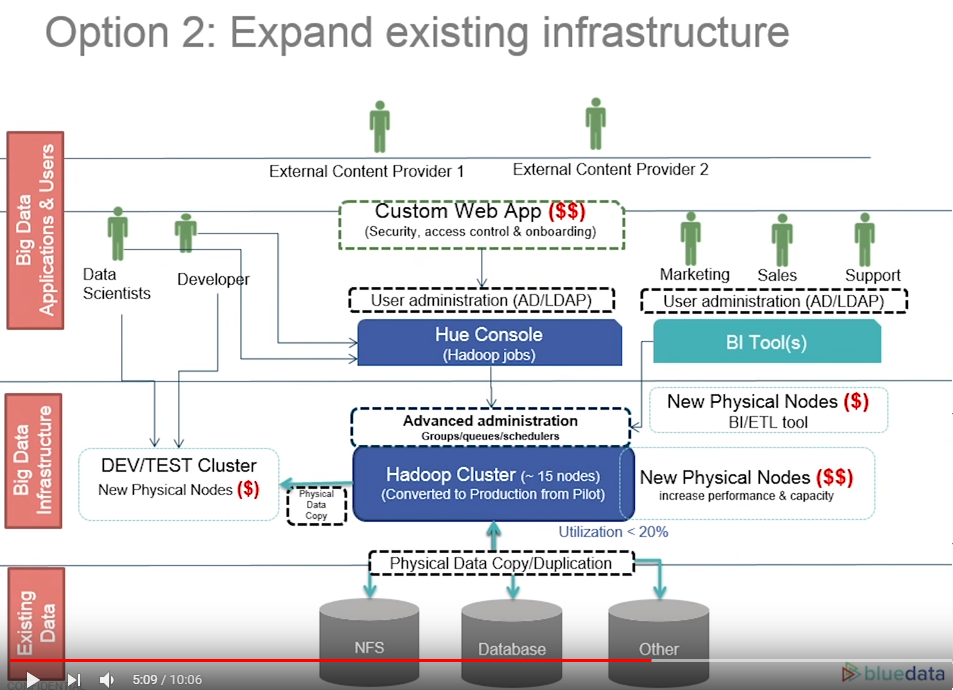 Option 2: Expand existing infrastructure
Big Data
Applications & Users
External Content Provider 1
External Content Provider 2
Custom Web App ($$)
(Security, access control & onboarding)
Data
Scientists
Developer
Marketing
Sales
Support
User administration (AD/LDAP)
User administration (AD/LDAP)
Hue Console
(Hadoop jobs)
BI Tool(s)
Big Data
Infrastructure
Advanced administration
Groups/queues/schedulers
New Physical Nodes ($)
BI/ETL tool
DEV/TEST Cluster
New Physical Nodes ($)
Physical
Data
Copy
Hadoop Cluster (~ 15 nodes)
(Converted to Production from Pilot)
New Physical Nodes ($$)
increase performance & capacity
Utilization < 20%
Existing
Data
Physical Data Copy/Duplication
NFS
Database
Other
5:09 / 10:06
CONFIDENTIAL
bluedata